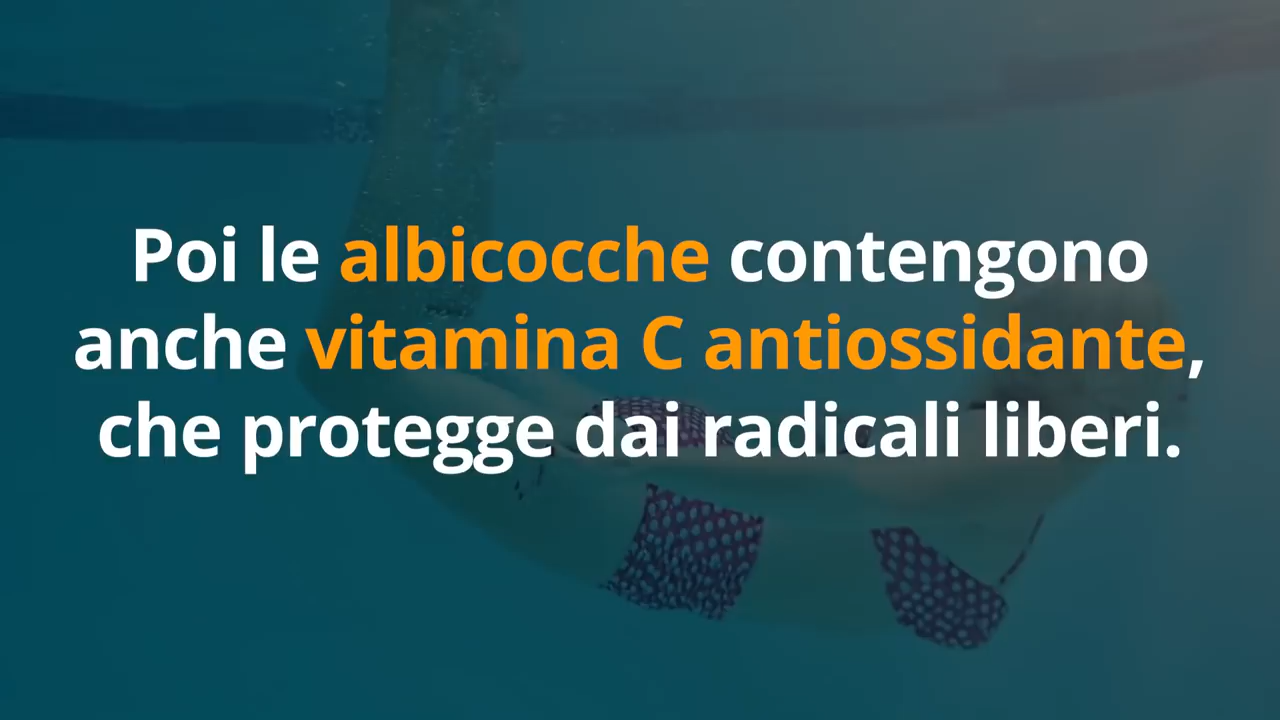 Poi le albicocche contengono
anche vitamina C antiossidante,
che protegge dai radicali liberi.